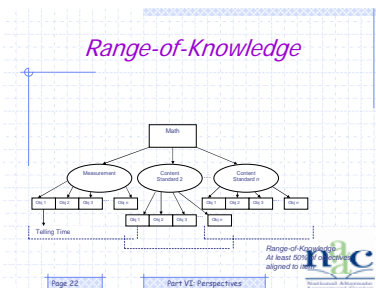 Range-of-Knowledge
Math
Measurement
Content
Standard 2
Content
Standard n
Obj 1 Obj 2 Obj 3 Obj n
Obj 1 Obj 2 Obj 3 Obj n
Obj 1 Obj 2 Obj 3 Obj n
Telling Time
Range-of-Knowledge
At least 50% of objectives
aligned to
nac
Page 22
Part VI: Perspectives